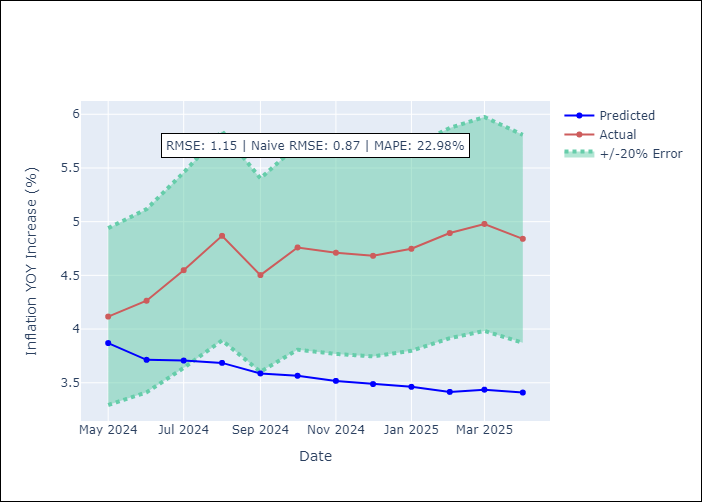 RMSE: 1.15 | Naive RMSE: 0.87 | MAPE: 22.98%
Predicted
Actual
+/-20% Error
Inflation YOY Increase (%)
6
5.5
5
4.5
4
3.5
May 2024
Jul 2024
Sep 2024
Nov 2024
Jan 2025
Mar 2025
Date